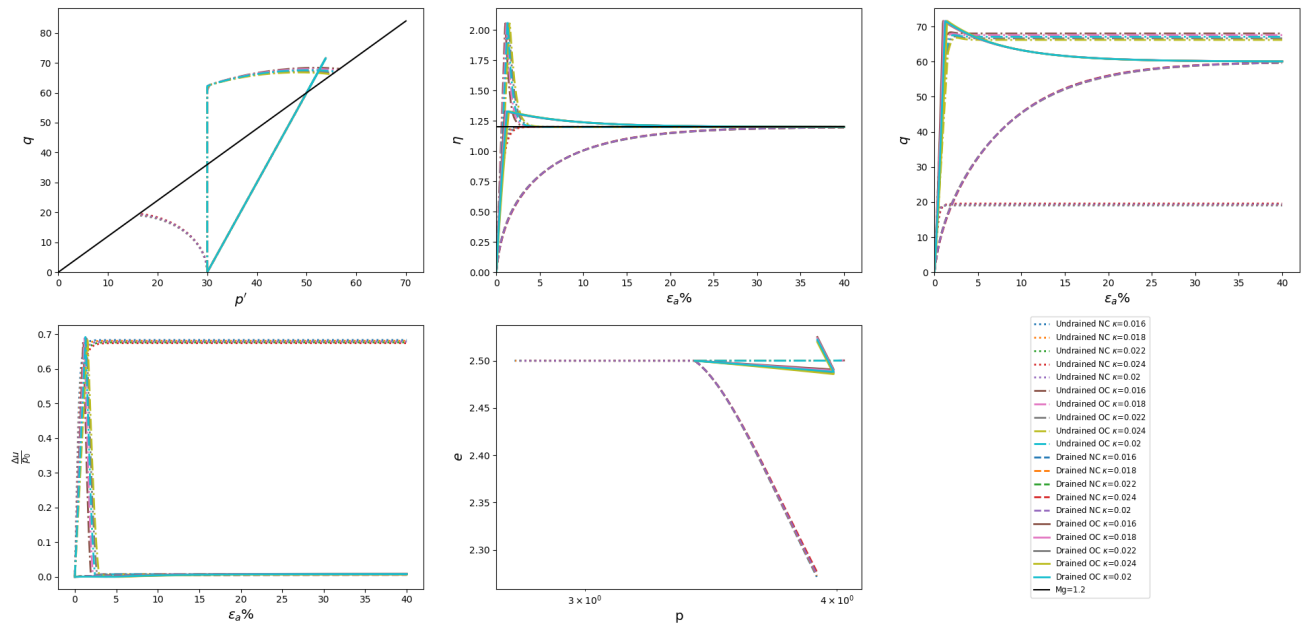 80
70
60
50
40
30
20
10
0
q
0 10 20 30 40 50 60 70
p′
2.00
1.75
1.50
1.25
1.00
0.75
0.50
0.25
0.00
η
0 5 10 15 20 25 30 35 40
εₐ%
70
60
50
40
30
20
10
0
q
0 5 10 15 20 25 30 35 40
εₐ%
0.7
0.6
0.5
0.4
0.3
0.2
0.1
0.0
Δu
p₀
0 5 10 15 20 25 30 35 40
εₐ%
2.50
2.45
2.40
2.35
2.30
e
3 × 10⁰ 4 × 10⁰
p
Undrained NC κ=0.016
Undrained NC κ=0.018
Undrained NC κ=0.022
Undrained NC κ=0.024
Undrained NC κ=0.02
Undrained OC κ=0.016
Undrained OC κ=0.018
Undrained OC κ=0.022
Undrained OC κ=0.024
Undrained OC κ=0.02
Drained NC κ=0.016
Drained NC κ=0.018
Drained NC κ=0.022
Drained NC κ=0.024
Drained NC κ=0.02
Drained OC κ=0.016
Drained OC κ=0.018
Drained OC κ=0.022
Drained OC κ=0.024
Drained OC κ=0.02
Mg=1.2